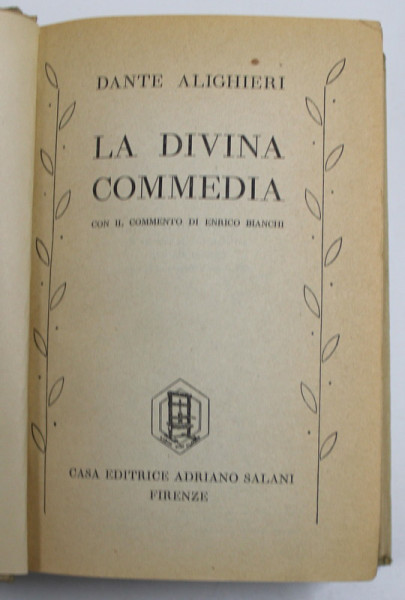 DANTE ALIGHIERI
LA DIVINA
COMMEDIA
CON IL COMMENTO DI ENRICO BIANCHI
CASA EDITRICE ADRIANO SALANI
FIRENZE